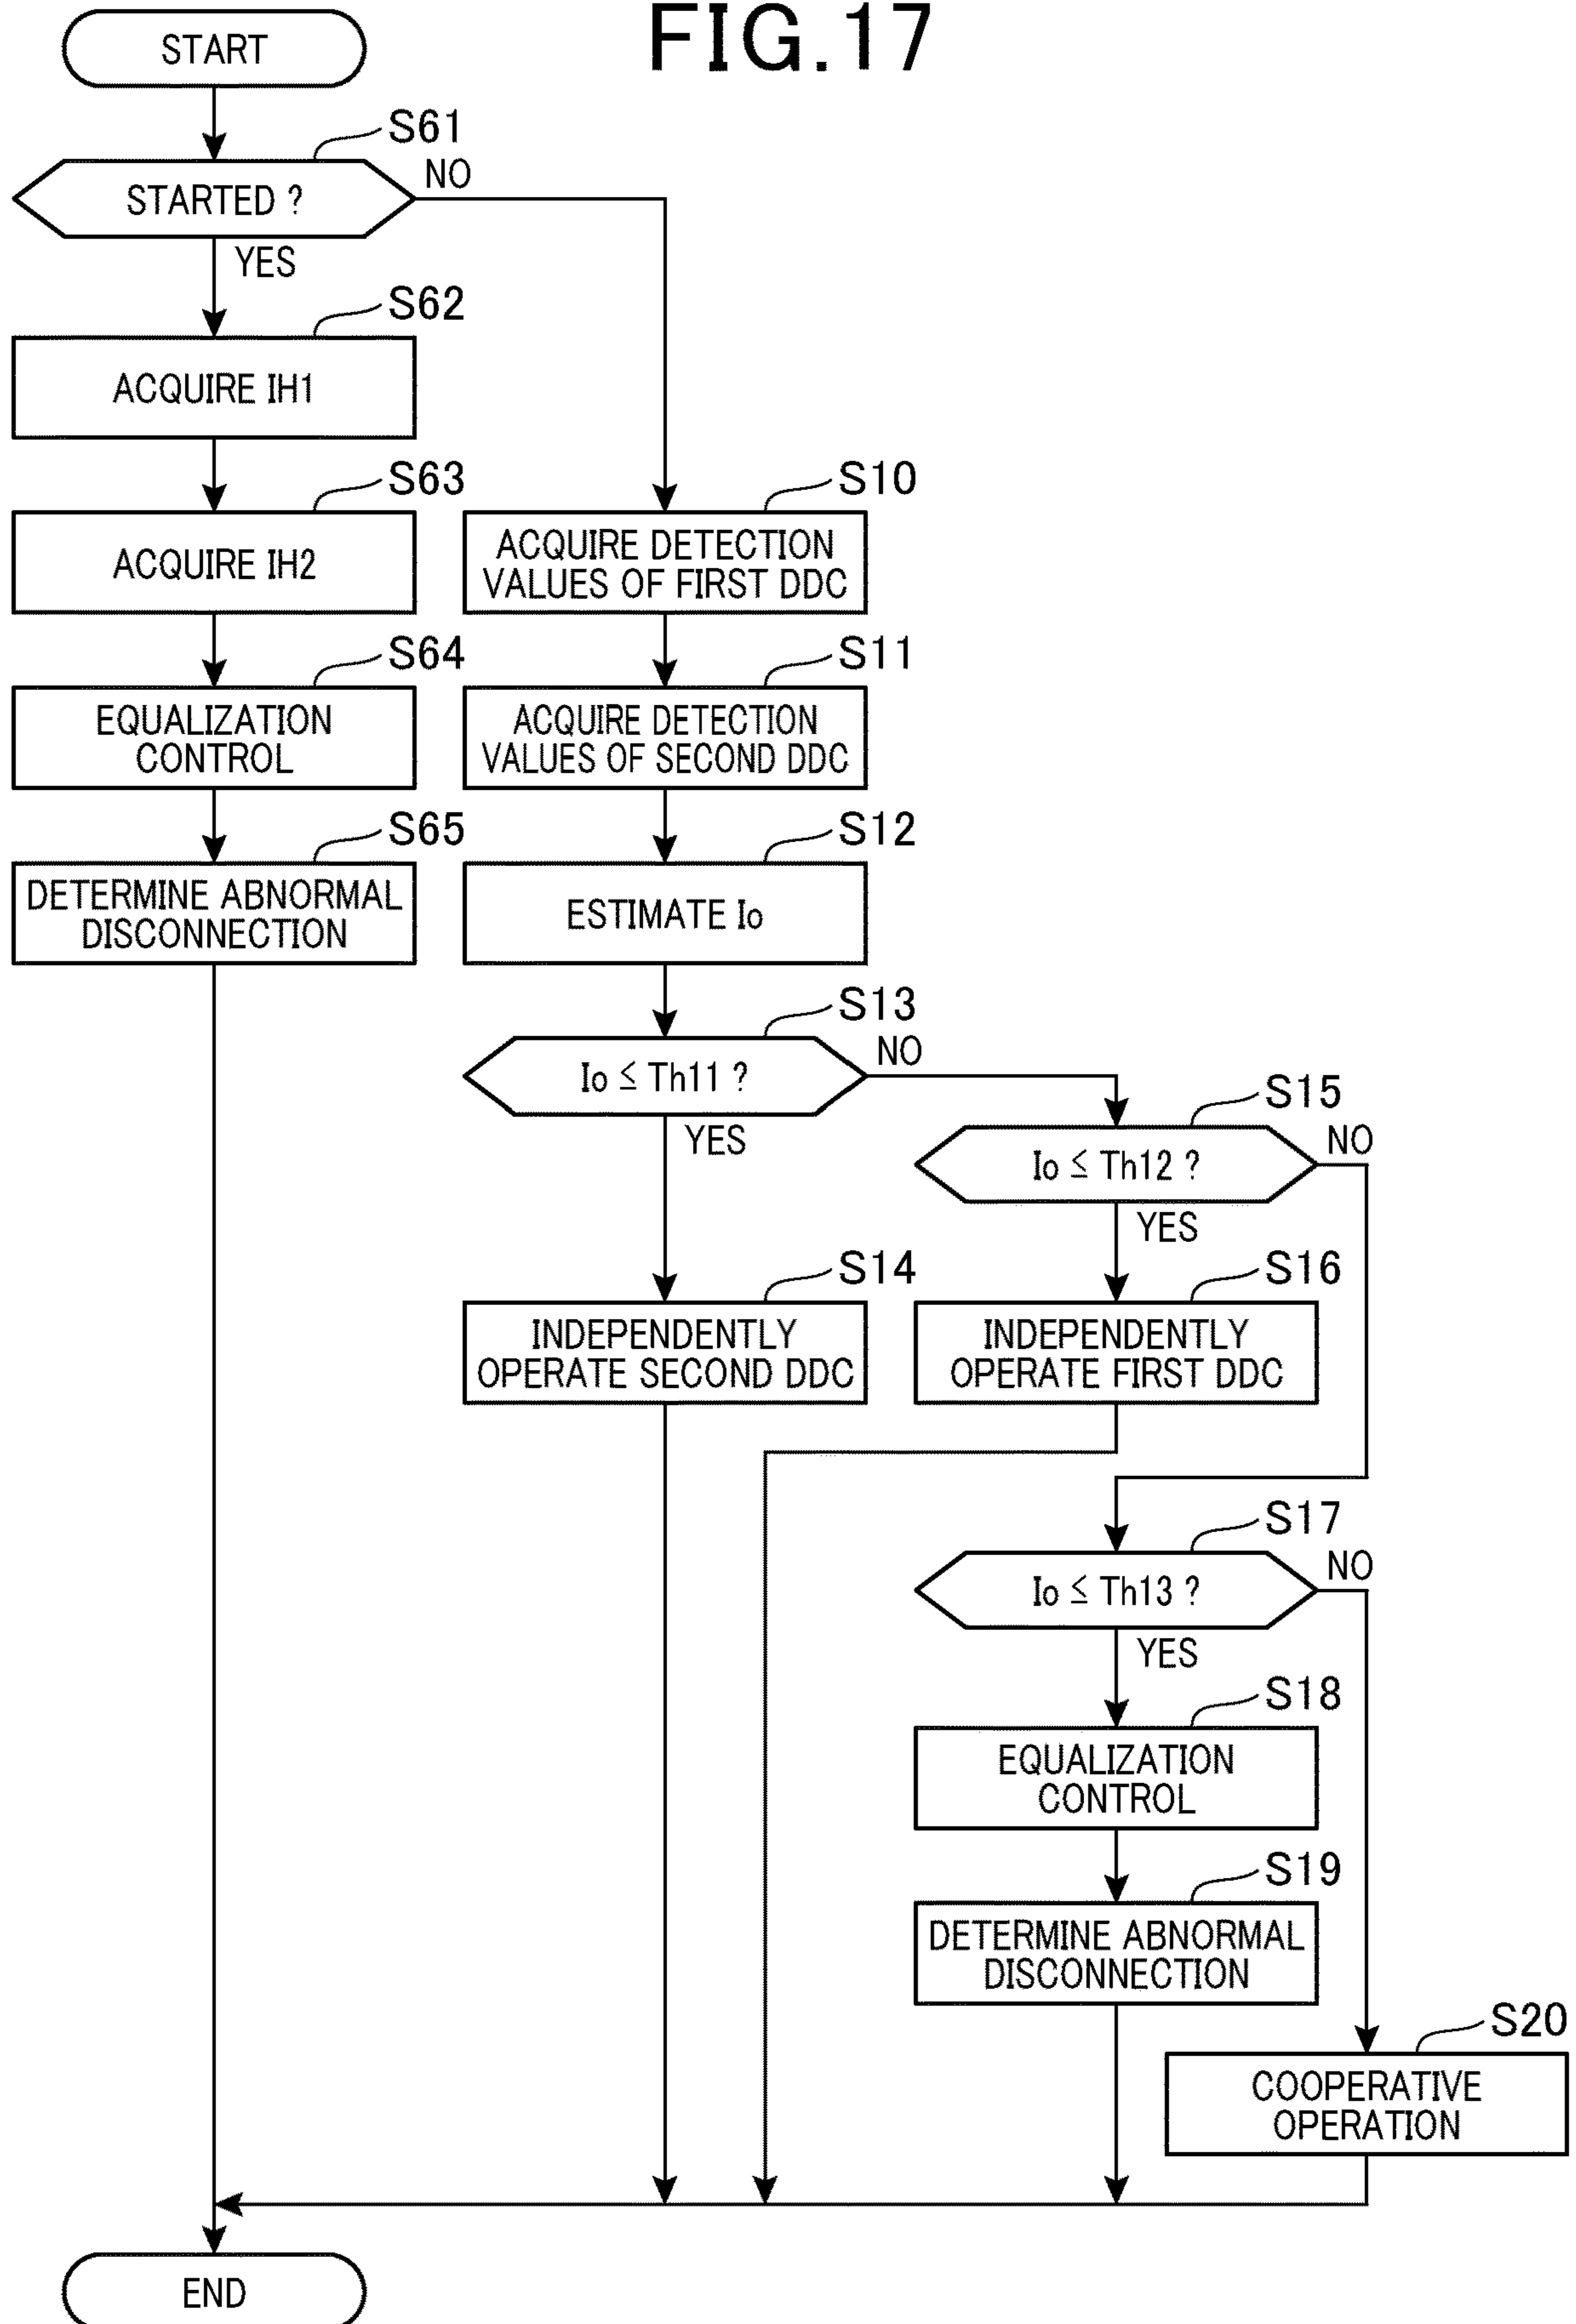 FIG.17
START
S61
STARTED ?
NO
YES
S62
ACQUIRE IH1
S63
ACQUIRE IH2
S64
EQUALIZATION
CONTROL
S65
DETERMINE ABNORMAL
DISCONNECTION
S10
ACQUIRE DETECTION
VALUES OF FIRST DDC
S11
ACQUIRE DETECTION
VALUES OF SECOND DDC
S12
ESTIMATE Io
S13
Io ≦ Th11 ?
NO
YES
S14
INDEPENDENTLY
OPERATE SECOND DDC
S15
Io ≦ Th12 ?
NO
YES
S16
INDEPENDENTLY
OPERATE FIRST DDC
S17
Io ≦ Th13 ?
NO
YES
S18
EQUALIZATION
CONTROL
S19
DETERMINE ABNORMAL
DISCONNECTION
S20
COOPERATIVE
OPERATION
END